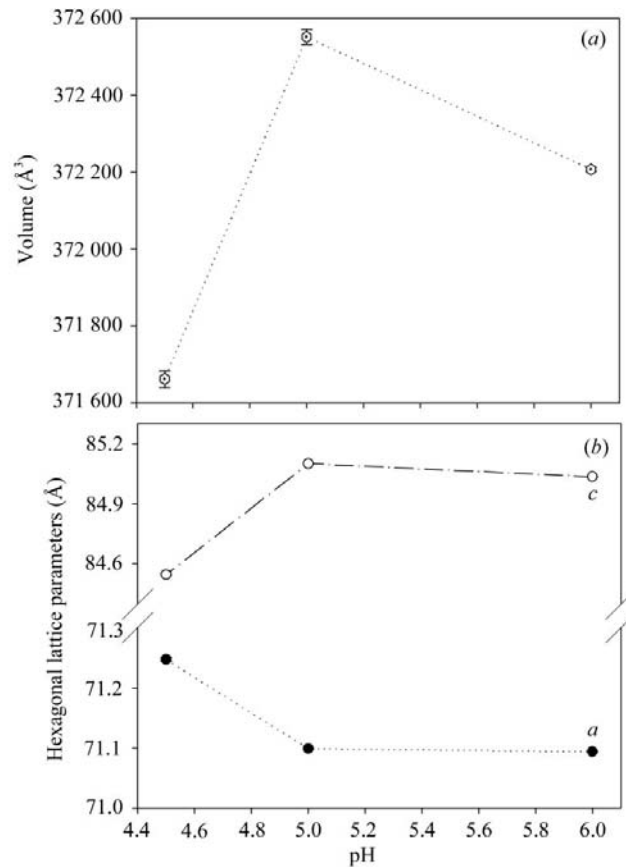 (a)
372 600
372 400
372 200
372 000
371 800
371 600
Volume (Å³)
(b)
85.2
84.9
84.6
71.3
71.2
71.1
71.0
Hexagonal lattice parameters (Å)
c
a
4.4 4.6 4.8 5.0 5.2 5.4 5.6 5.8 6.0
pH